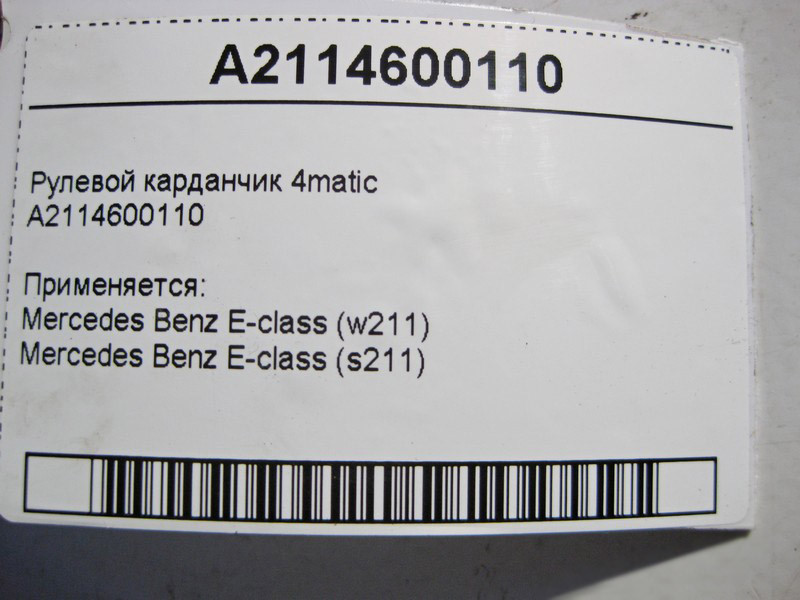 A2114600110
Рулевой карданчик 4matic
A2114600110
Применяется:
Mercedes Benz E-class (w211)
Mercedes Benz E-class (s211)